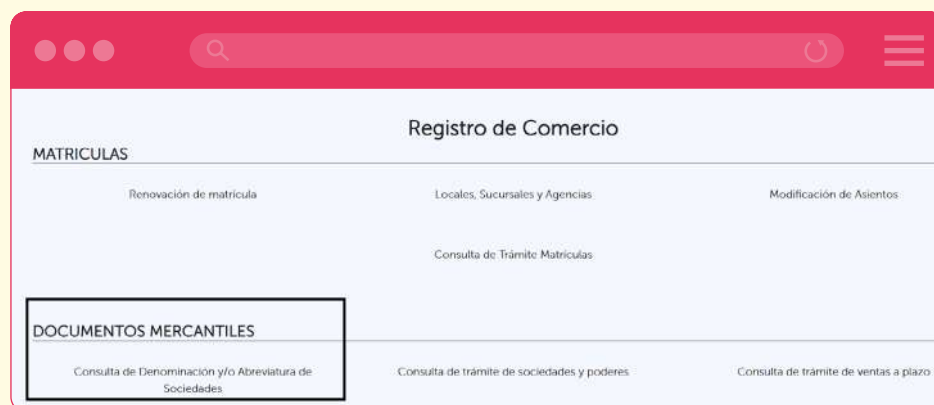 Registro de Comercio
MATRICULAS
Renovación de matricula
Locales, Sucursales y Agencias
Modificación de Asientos
Consulta de Trámite Matriculas
DOCUMENTOS MERCANTILES
Consulta de Denominación y/o Abreviatura de
Sociedades
Consulta de trámite de sociedades y poderes
Consulta de trámite de ventas a plazo